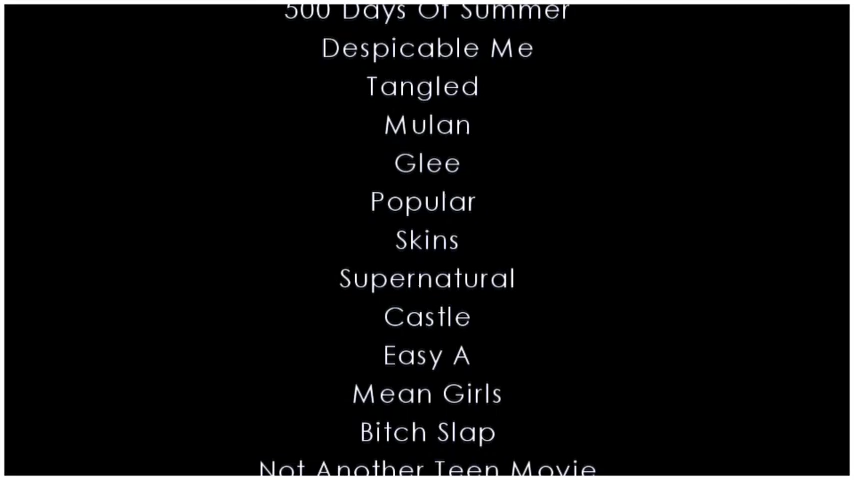 500 Days Of Summer
Despicable Me
Tangled
Mulan
Glee
Popular
Skins
Supernatural
Castle
Easy A
Mean Girls
Bitch Slap
Not Another Teen Movie